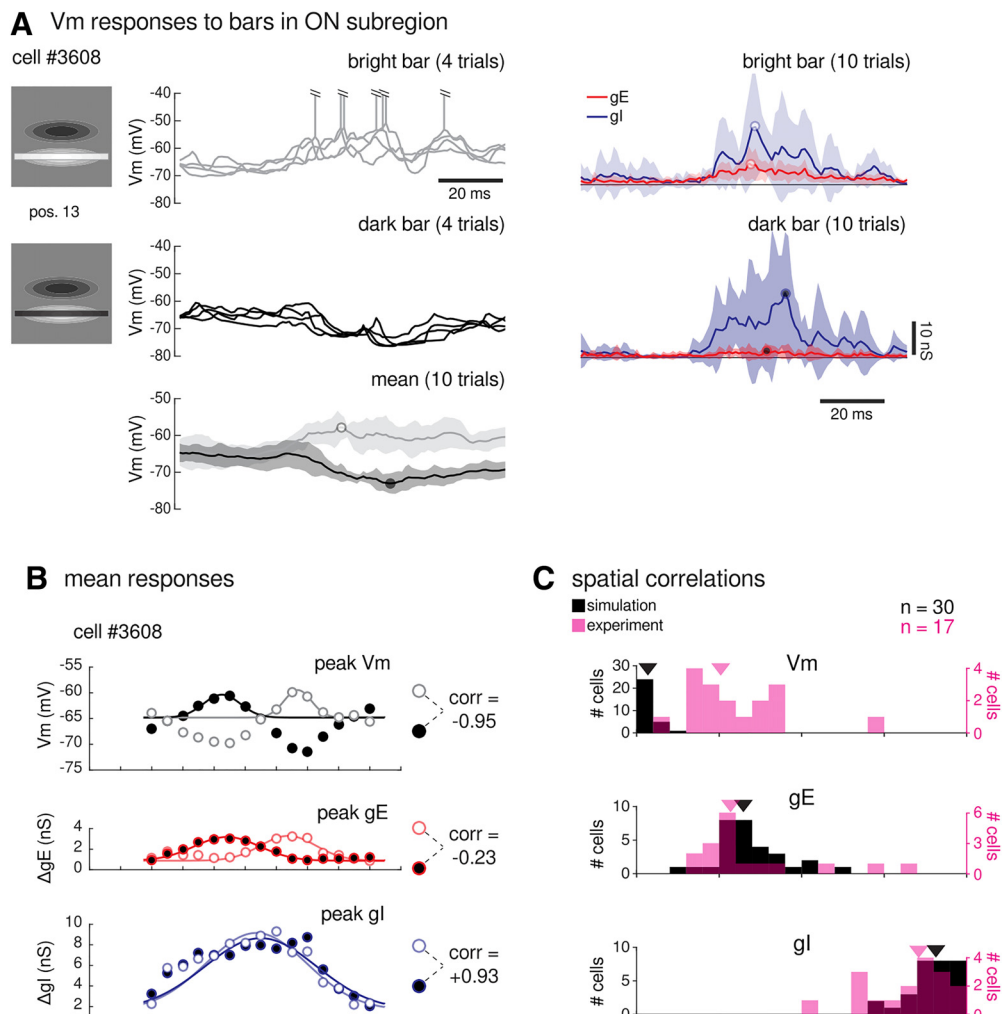 A Vm responses to bars in ON subregion
cell #3608
bright bar (4 trials)
-40
-50
-60
-70
-80
Vm (mV)
20 ms
pos. 13
dark bar (4 trials)
-40
-50
-60
-70
-80
Vm (mV)
mean (10 trials)
-50
-60
-70
-80
Vm (mV)
bright bar (10 trials)
gE
gI
dark bar (10 trials)
10 nS
20 ms
B mean responses
cell #3608
peak Vm
-55
-60
-65
-70
-75
Vm (mV)
corr =
-0.95
peak gE
4
2
0
ΔgE (nS)
corr =
-0.23
peak gI
10
8
6
4
2
ΔgI (nS)
corr =
+0.93
C spatial correlations
simulation
experiment
n = 30
n = 17
Vm
30
20
10
0
# cells
4
2
0
# cells
gE
10
5
0
# cells
6
3
0
# cells
gI
10
5
# cells
4
2
0
# cells